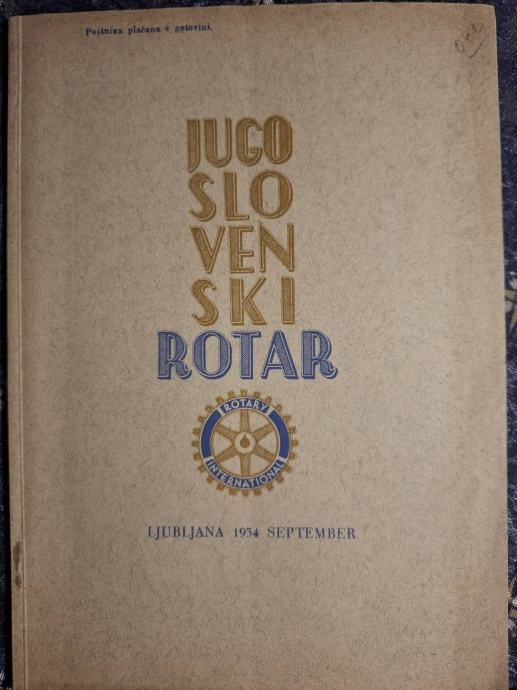 Poštnina plačana v gotovini.
JUGO
SLO
VEN
SKI
ROTAR
ROTARY
INTERNATIONAL
LJUBLJANA 1934 SEPTEMBER